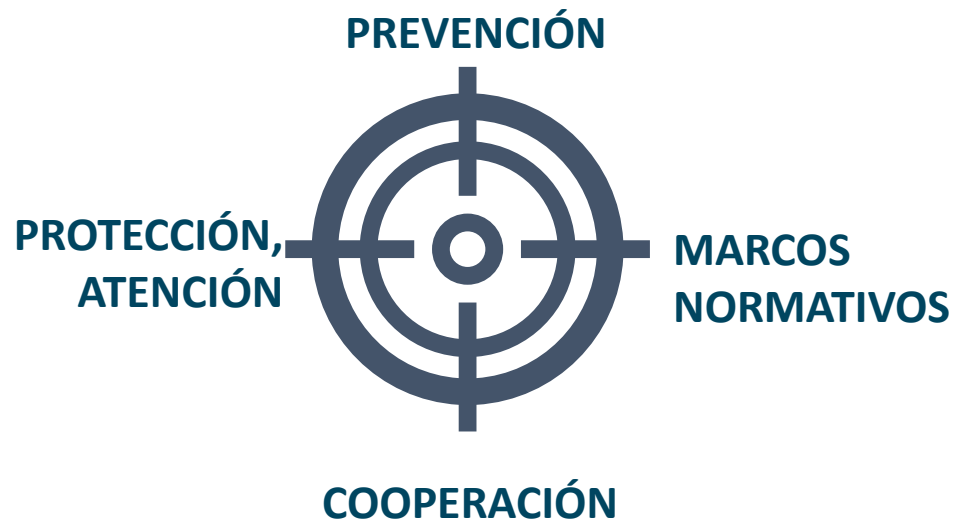 PREVENCIÓN
PROTECCIÓN,
ATENCIÓN
MARCOS
NORMATIVOS
COOPERACIÓN